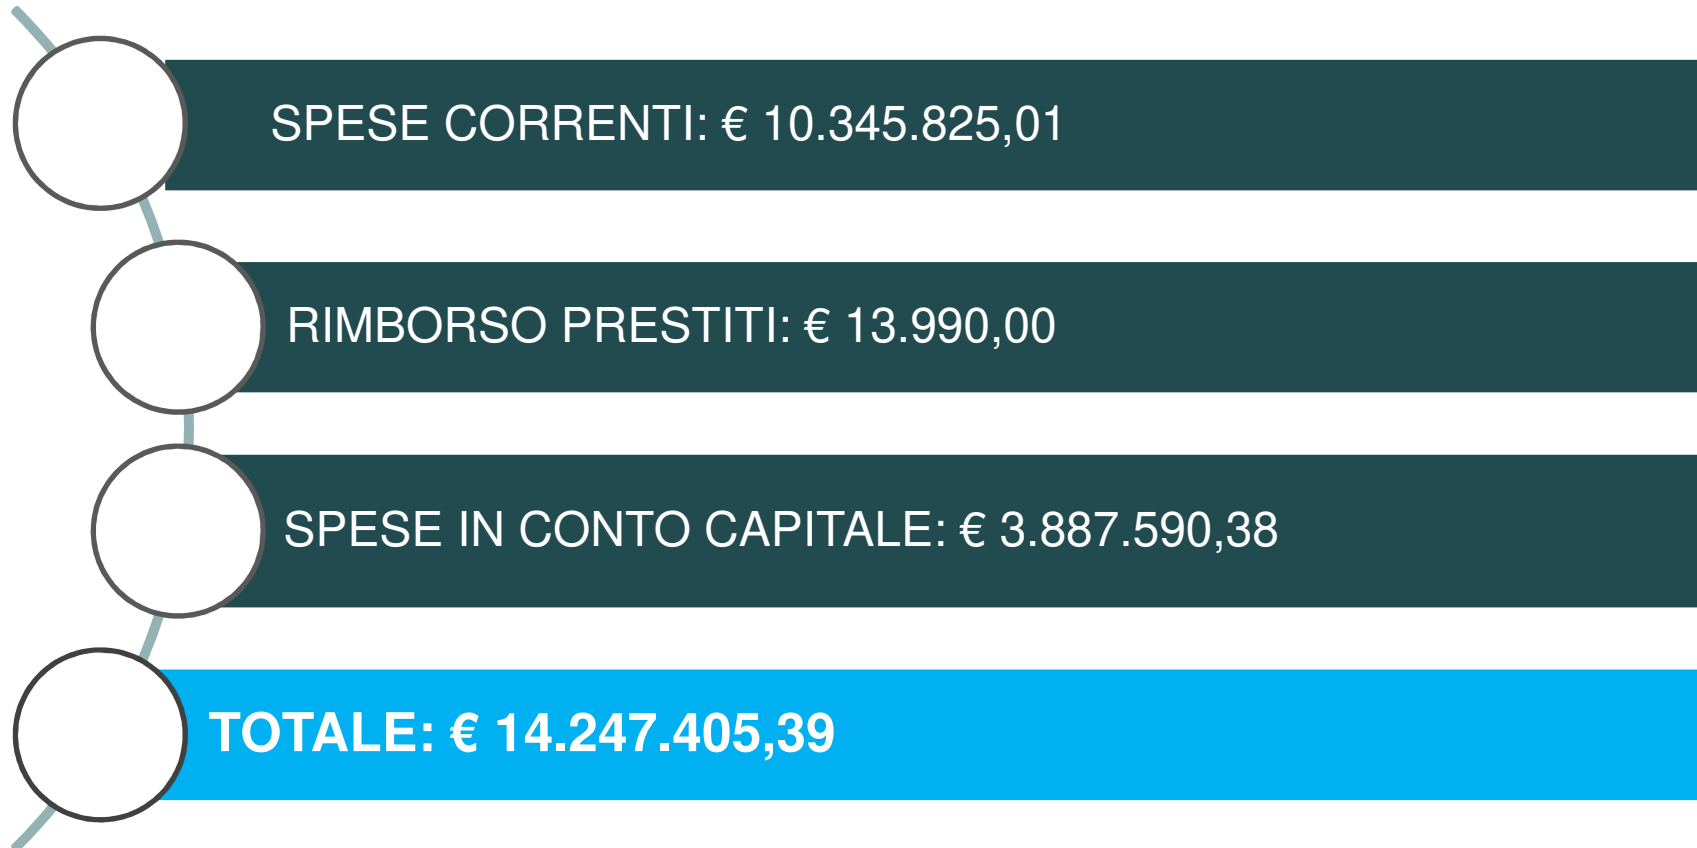 SPESE CORRENTI: € 10.345.825,01
RIMBORSO PRESTITI: € 13.990,00
SPESE IN CONTO CAPITALE: € 3.887.590,38
TOTALE: € 14.247.405,39